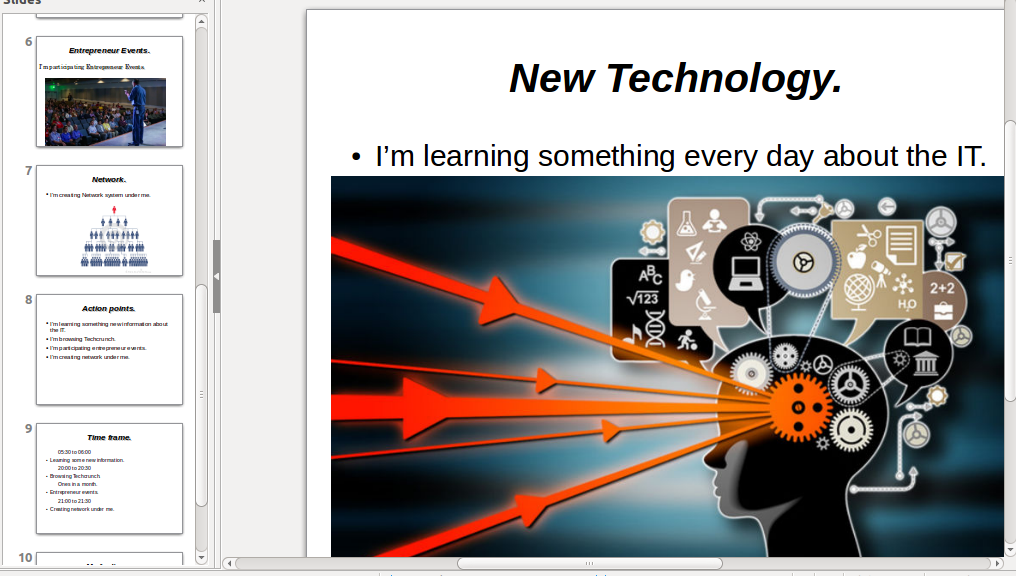 Slides
6
Entrepreneur Events.
I'm participating Entrepreneur Events.
7
Network.
• I'm creating Network system under me.
8
Action points.
• I'm learning something new information about
the IT.
• I'm browsing Techcrunch.
• I'm participating entrepreneur events.
• I'm creating network under me.
9
Time frame.
05:30 to 06:00
• Learning some new information.
20:00 to 20:30
• Browsing Techcrunch.
Ones in a month.
• Entrepreneur events.
21:00 to 21:30
• Creating network under me.
10
New Technology.
• I'm learning something every day about the IT.
ABC
√123
2+2
H₂O